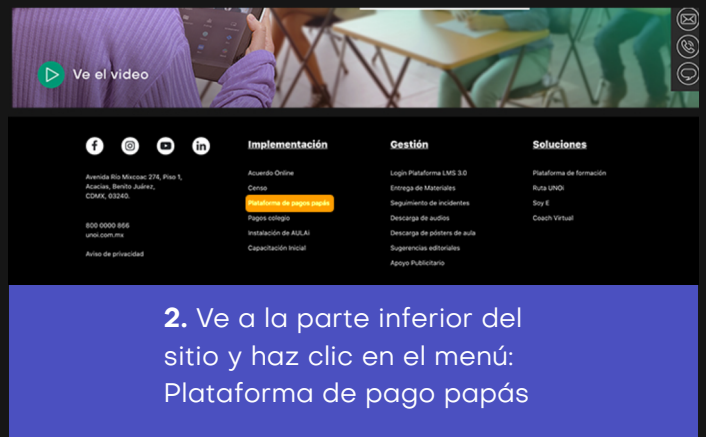 Ve el video
Implementación
Gestión
Soluciones
Avenida Río Mixcoac 274, Piso 1,
Acacias, Benito Juárez,
CDMX, 03240.
800 0000 866
unoi.com.mx
Aviso de privacidad
Acuerdo Online
Censo
Plataforma de pagos papás
Pagos colegio
Instalación de AULAi
Capacitación Inicial
Login Plataforma LMS 3.0
Entrega de Materiales
Seguimiento de incidentes
Descarga de audios
Descarga de pósters de aula
Sugerencias editoriales
Apoyo Publicitario
Plataforma de formación
Ruta UNOi
Soy E
Coach Virtual
2. Ve a la parte inferior del
sitio y haz clic en el menú:
Plataforma de pago papás